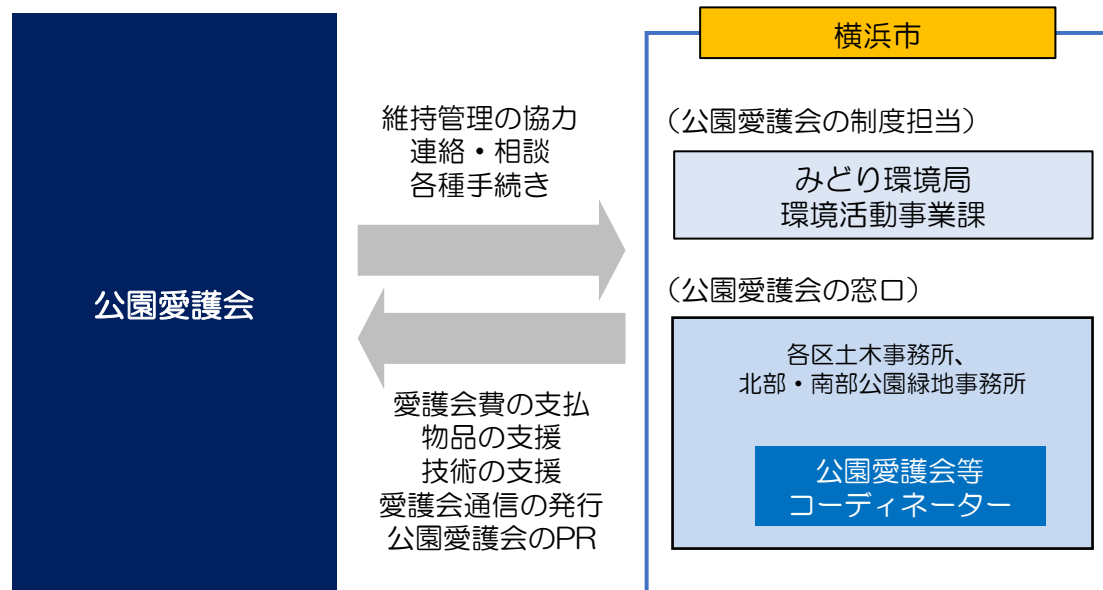 公園愛護会
維持管理の協力
連絡・相談
各種手続き
愛護会費の支払
物品の支援
技術の支援
愛護会通信の発行
公園愛護会のPR
横浜市
（公園愛護会の制度担当）
みどり環境局
環境活動事業課
（公園愛護会の窓口）
各区土木事務所、
北部・南部公園緑地事務所
公園愛護会等
コーディネーター